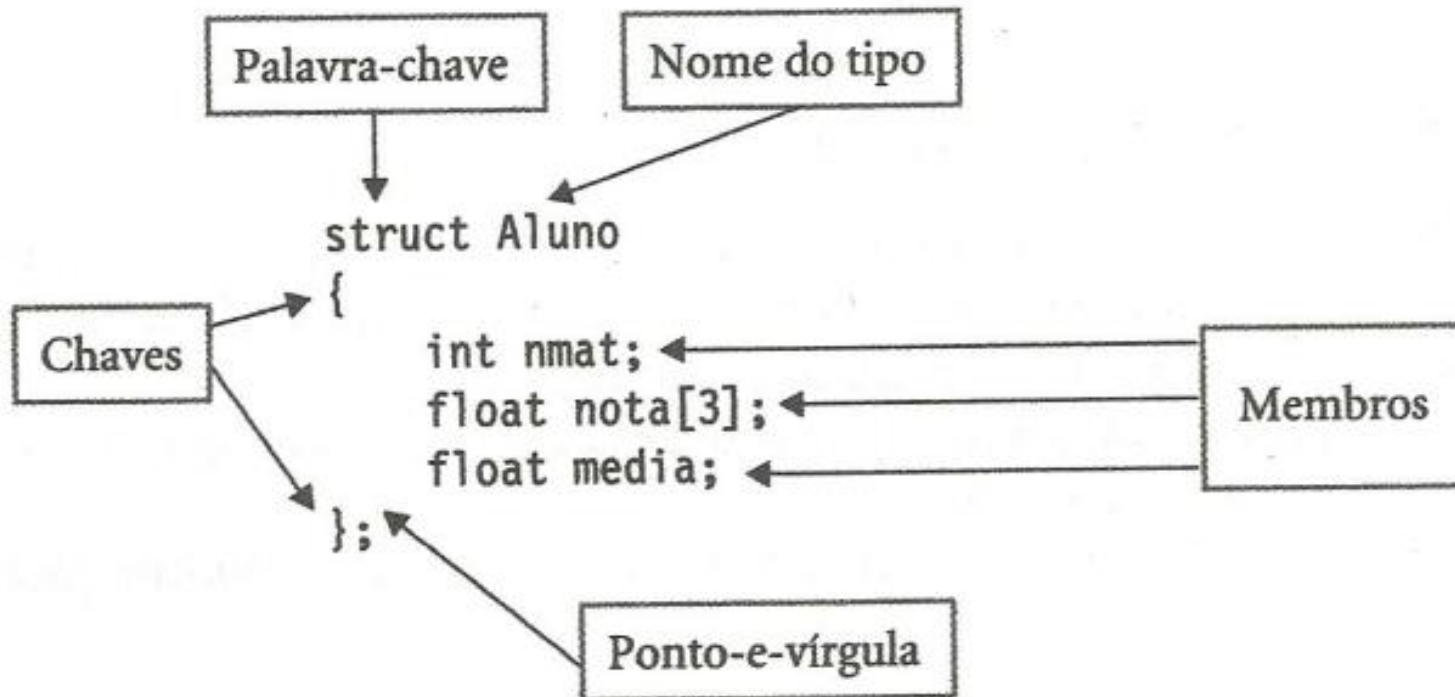 Palavra-chave
Nome do tipo
struct Aluno
{
Chaves
int nmat;
float nota[3];
float media;
Membros
};
Ponto-e-vírgula